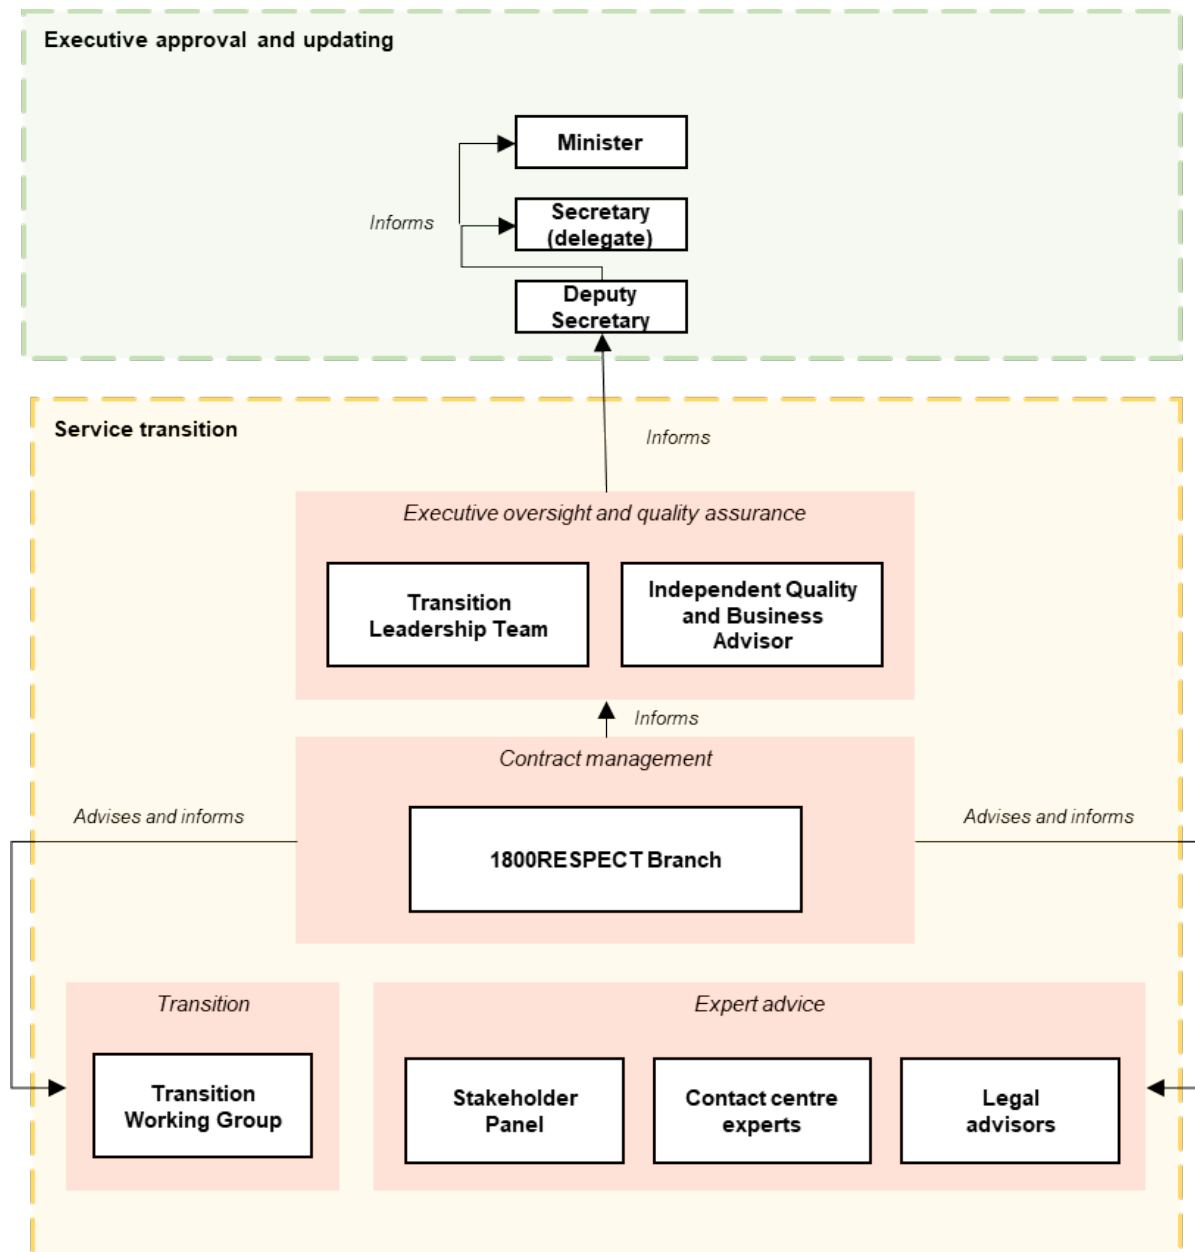 Executive approval and updating
Minister
Informs
Secretary
(delegate)
Deputy
Secretary
Service transition
Informs
Executive oversight and quality assurance
Transition
Leadership Team
Independent Quality
and Business
Advisor
Informs
Contract management
Advises and informs
1800RESPECT Branch
Advises and informs
Transition
Transition
Working Group
Expert advice
Stakeholder
Panel
Contact centre
experts
Legal
advisors